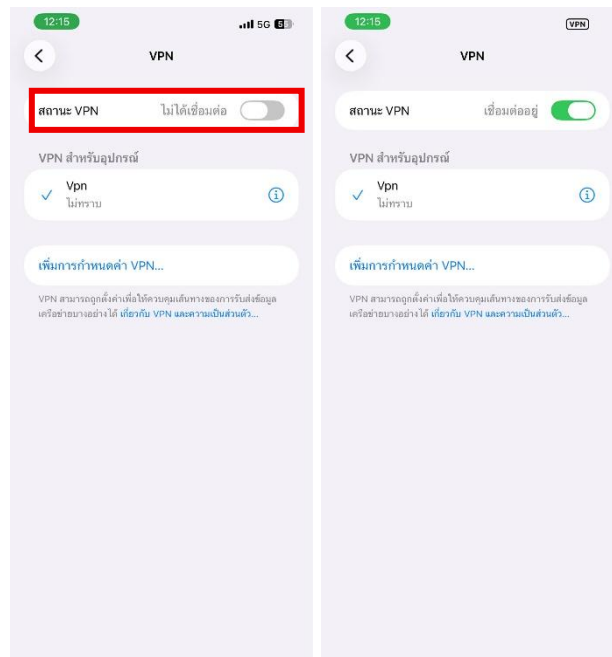 12:15
5G
VPN
สถานะ VPN ไม่ได้เชื่อมต่อ
VPN สำหรับอุปกรณ์
Vpn
ไม่ทราบ
เพิ่มการกำหนดค่า VPN...
VPN สามารถถูกตั้งค่าเพื่อให้ควบคุมเส้นทางของการรับส่งข้อมูล
เครือข่ายบางอย่างได้ เกี่ยวกับ VPN และความเป็นส่วนตัว...
12:15
VPN
VPN
สถานะ VPN เชื่อมต่ออยู่
VPN สำหรับอุปกรณ์
Vpn
ไม่ทราบ
เพิ่มการกำหนดค่า VPN...
VPN สามารถถูกตั้งค่าเพื่อให้ควบคุมเส้นทางของการรับส่งข้อมูล
เครือข่ายบางอย่างได้ เกี่ยวกับ VPN และความเป็นส่วนตัว...